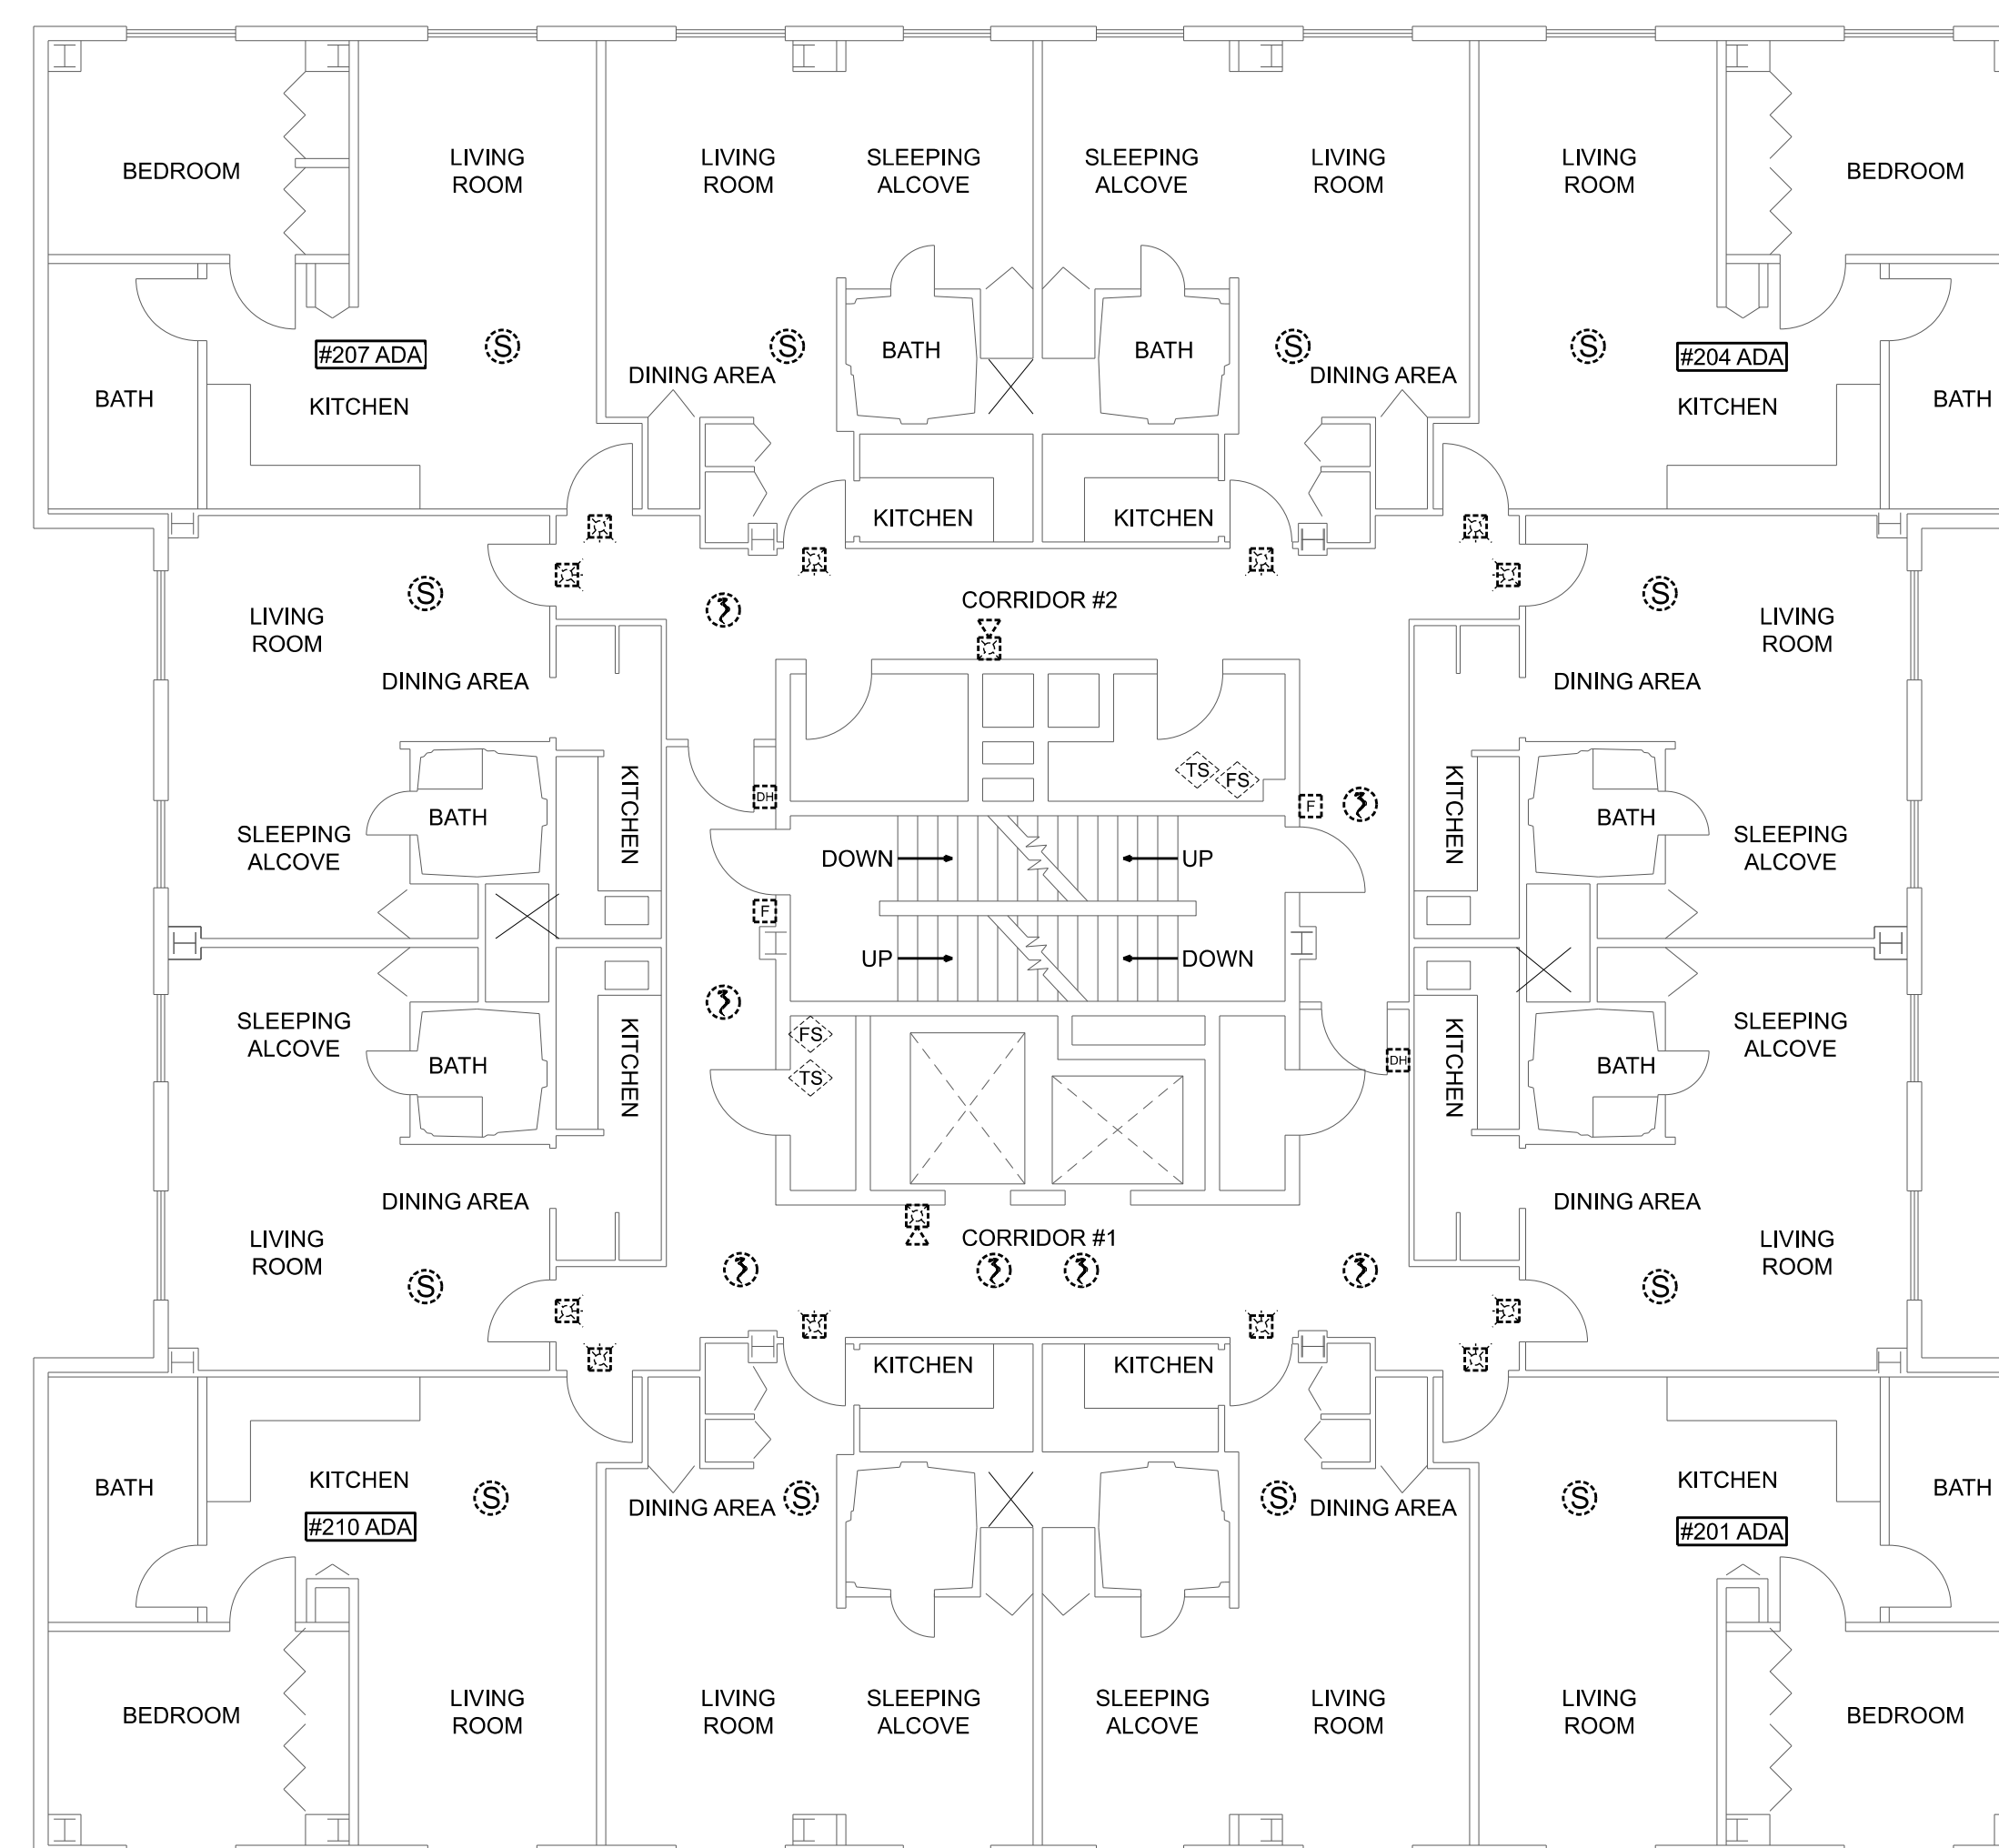 BEDROOM
LIVING
ROOM
LIVING
ROOM
SLEEPING
ALCOVE
SLEEPING
ALCOVE
LIVING
ROOM
LIVING
ROOM
BEDROOM
#207 ADA
S
S
BATH
BATH
S
S
#204 ADA
DINING AREA
DINING AREA
BATH
KITCHEN
KITCHEN
BATH
KITCHEN
KITCHEN
S
S
CORRIDOR #2
LIVING
ROOM
LIVING
ROOM
DINING AREA
DINING AREA
TS
FS
KITCHEN
KITCHEN
DH
F
BATH
BATH
SLEEPING
ALCOVE
DOWN
UP
SLEEPING
ALCOVE
F
UP
DOWN
SLEEPING
ALCOVE
FS
SLEEPING
ALCOVE
KITCHEN
KITCHEN
BATH
TS
DH
BATH
DINING AREA
DINING AREA
LIVING
ROOM
CORRIDOR #1
LIVING
ROOM
S
S
KITCHEN
KITCHEN
BATH
KITCHEN
S
S
S
S
KITCHEN
BATH
DINING AREA
DINING AREA
#210 ADA
#201 ADA
BEDROOM
LIVING
ROOM
LIVING
ROOM
SLEEPING
ALCOVE
SLEEPING
ALCOVE
LIVING
ROOM
LIVING
ROOM
BEDROOM